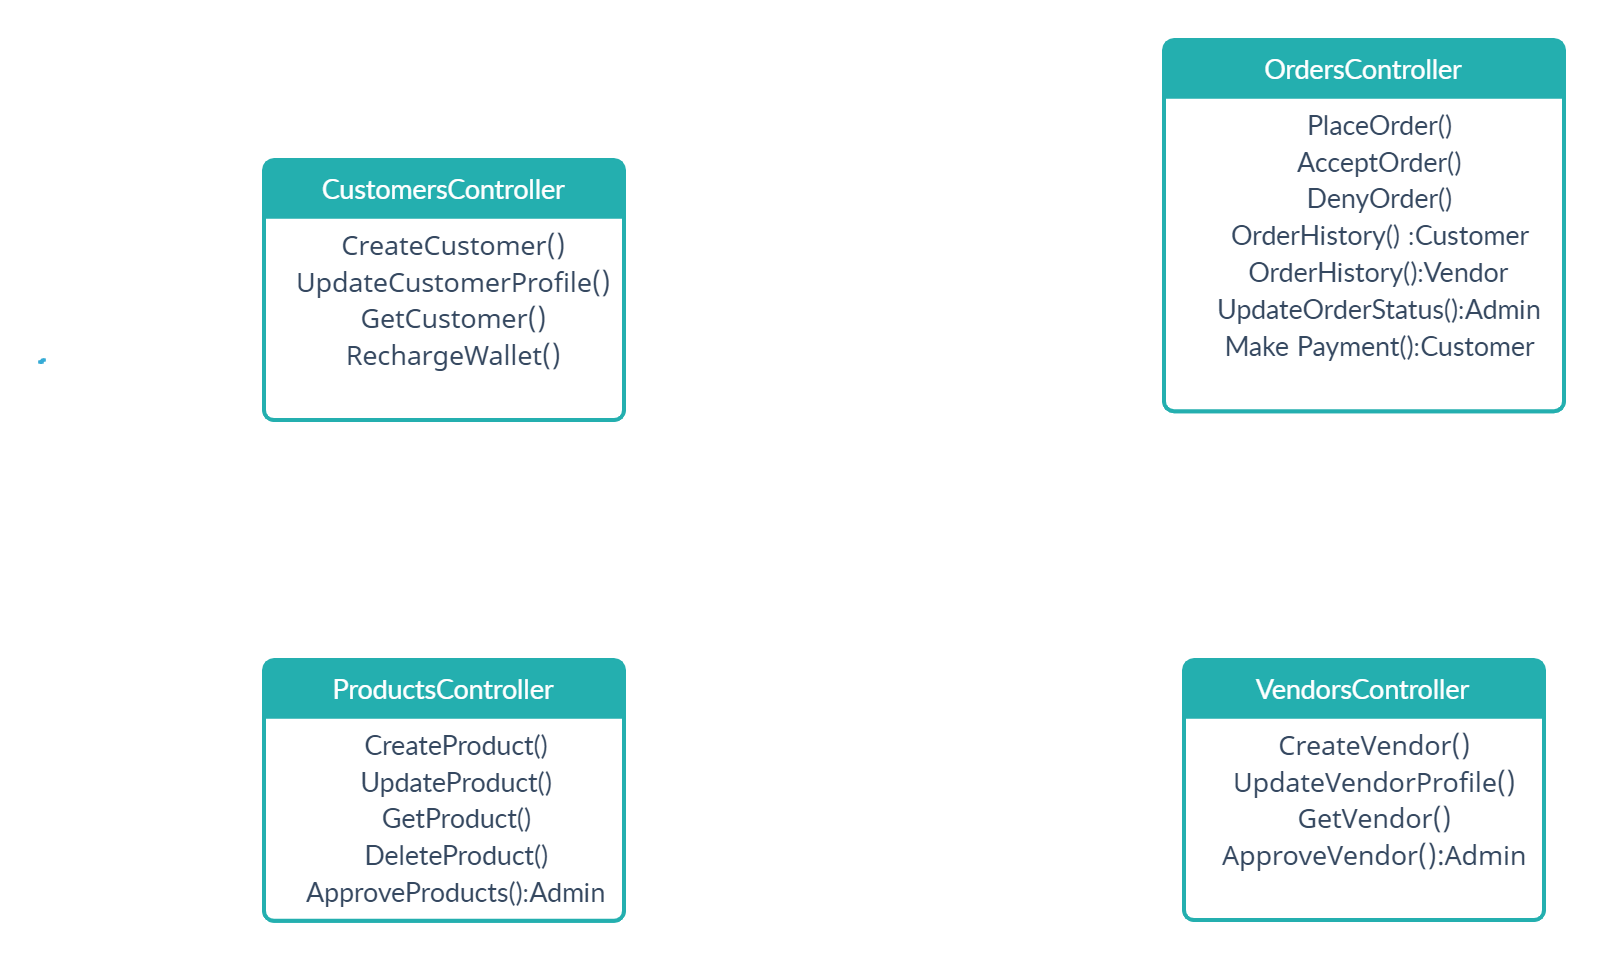 OrdersController
PlaceOrder()
AcceptOrder()
DenyOrder()
OrderHistory() :Customer
OrderHistory():Vendor
UpdateOrderStatus():Admin
Make Payment():Customer
CustomersController
CreateCustomer()
UpdateCustomerProfile()
GetCustomer()
RechargeWallet()
ProductsController
CreateProduct()
UpdateProduct()
GetProduct()
DeleteProduct()
ApproveProducts():Admin
VendorsController
CreateVendor()
UpdateVendorProfile()
GetVendor()
ApproveVendor():Admin